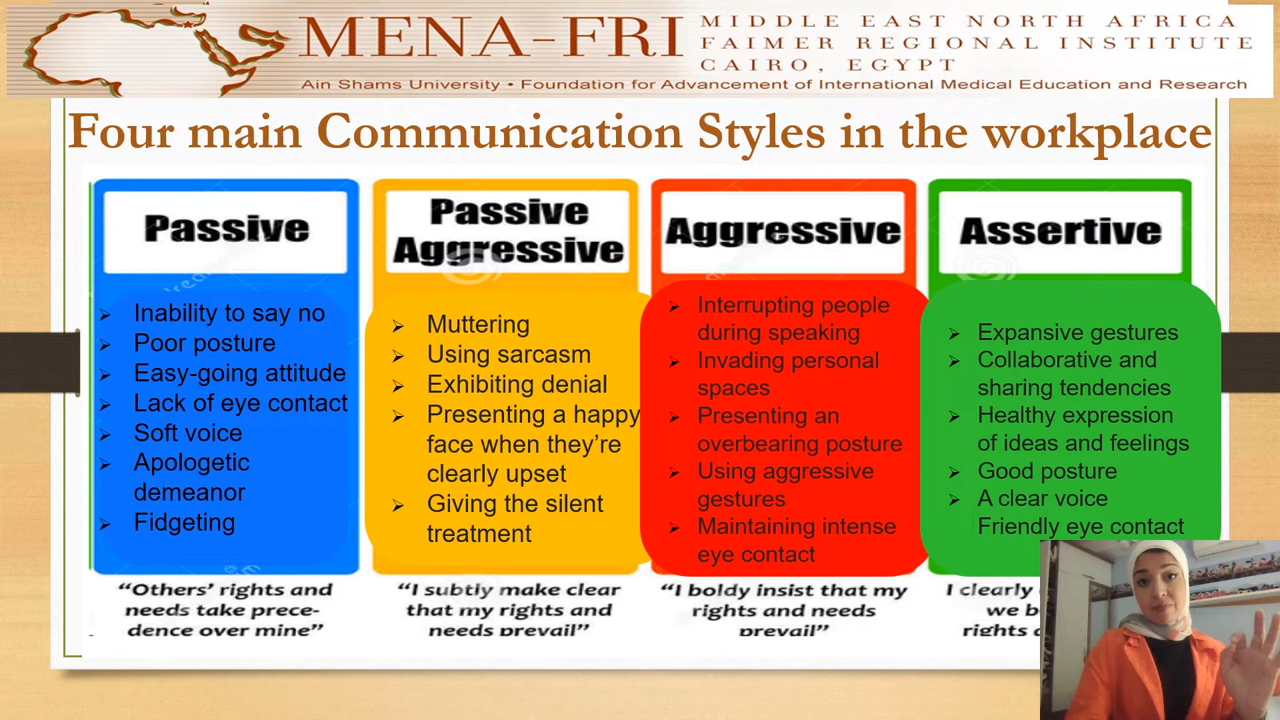 MENA-FRI
MIDDLE EAST NORTH AFRICA
FAIMER REGIONAL INSTITUTE
CAIRO, EGYPT
Ain Shams University • Foundation for Advancement of International Medical Education and Research
Four main Communication Styles in the workplace
Passive
➢ Inability to say no
➢ Poor posture
➢ Easy-going attitude
➢ Lack of eye contact
➢ Soft voice
➢ Apologetic
demeanor
➢ Fidgeting
“Others’ rights and
needs take prece-
dence over mine”
Passive
Aggressive
➢ Muttering
➢ Using sarcasm
➢ Exhibiting denial
➢ Presenting a happy
face when they’re
clearly upset
➢ Giving the silent
treatment
“I subtly make clear
that my rights and
needs prevail”
Aggressive
➢ Interrupting people
during speaking
➢ Invading personal
spaces
➢ Presenting an
overbearing posture
➢ Using aggressive
gestures
➢ Maintaining intense
eye contact
“I boldy insist that my
rights and needs
prevail”
Assertive
➢ Expansive gestures
➢ Collaborative and
sharing tendencies
➢ Healthy expression
of ideas and feelings
➢ Good posture
➢ A clear voice
Friendly eye contact
I clearly
we b
rights